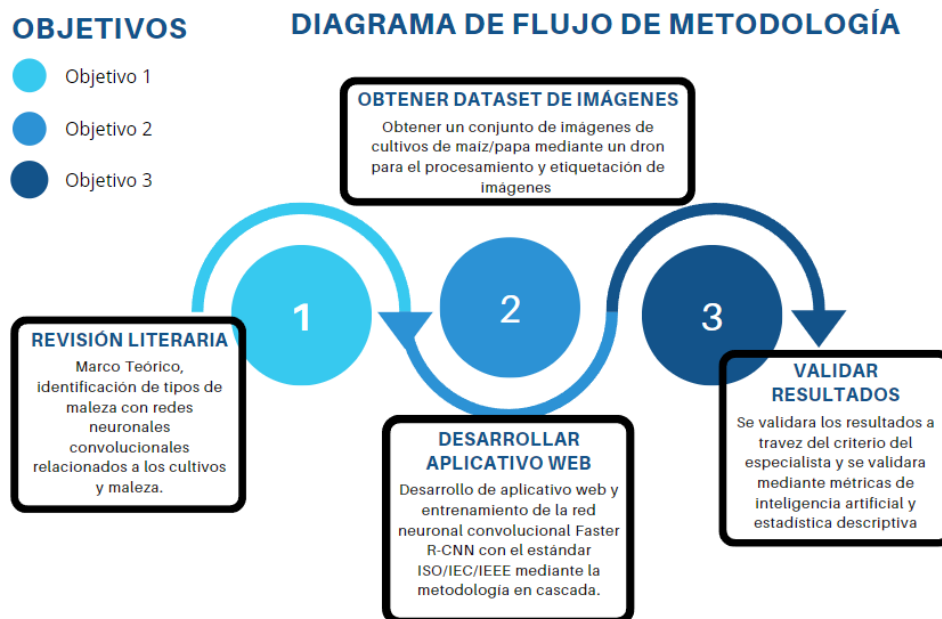 OBJETIVOS
Objetivo 1
Objetivo 2
Objetivo 3
DIAGRAMA DE FLUJO DE METODOLOGÍA
OBTENER DATASET DE IMÁGENES
Obtener un conjunto de imágenes de
cultivos de maíz/papa mediante un dron
para el procesamiento y etiquetación de
imágenes
1
2
3
REVISIÓN LITERARIA
Marco Teórico,
identificación de tipos de
maleza con redes
neuronales
convolucionales
relacionados a los cultivos
y maleza.
DESARROLLAR
APLICATIVO WEB
Desarrollo de aplicativo web y
entrenamiento de la red
neuronal convolucional Faster
R-CNN con el estándar
ISO/IEC/IEEE mediante la
metodología en cascada.
VALIDAR
RESULTADOS
Se validara los resultados a
travez del criterio del
especialista y se validara
mediante métricas de
inteligencia artificial y
estadistica descriptiva